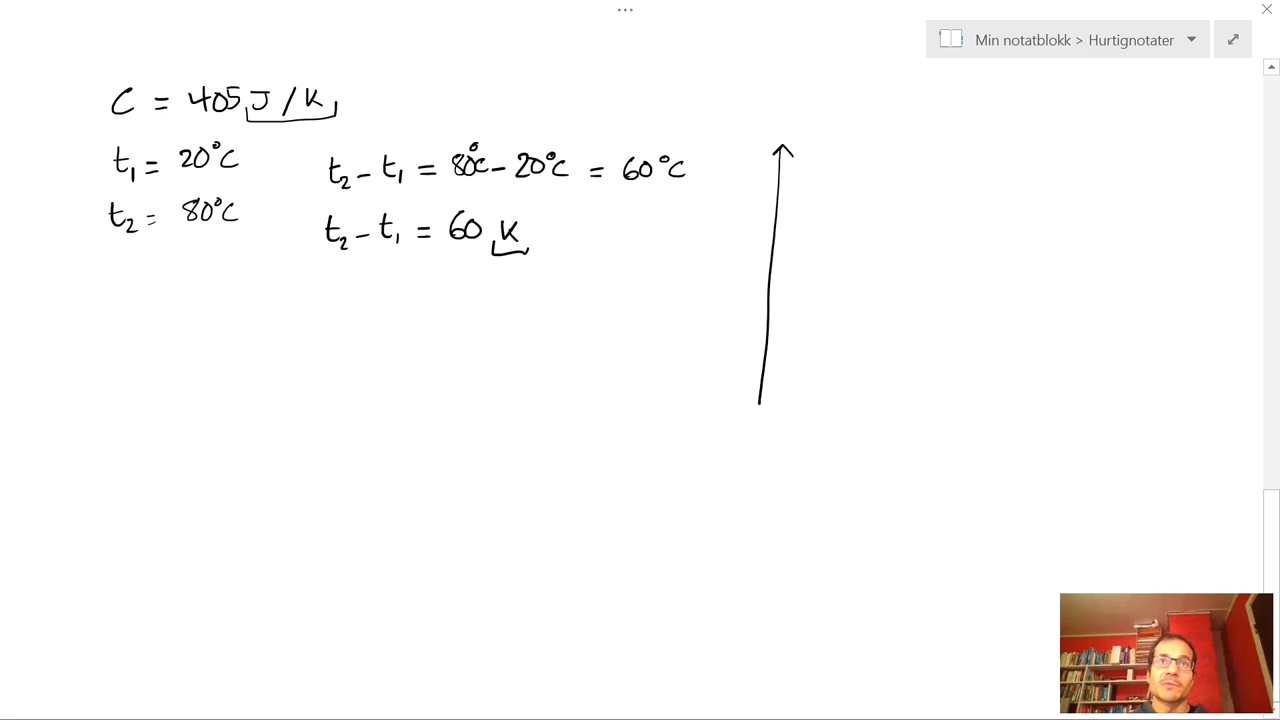 Min notatblokk > Hurtignotater
C = 405 J/K
t₁ = 20°C
t₂ - t₁ = 80°C - 20°C = 60°C
t₂ = 80°C
t₂ - t₁ = 60 K